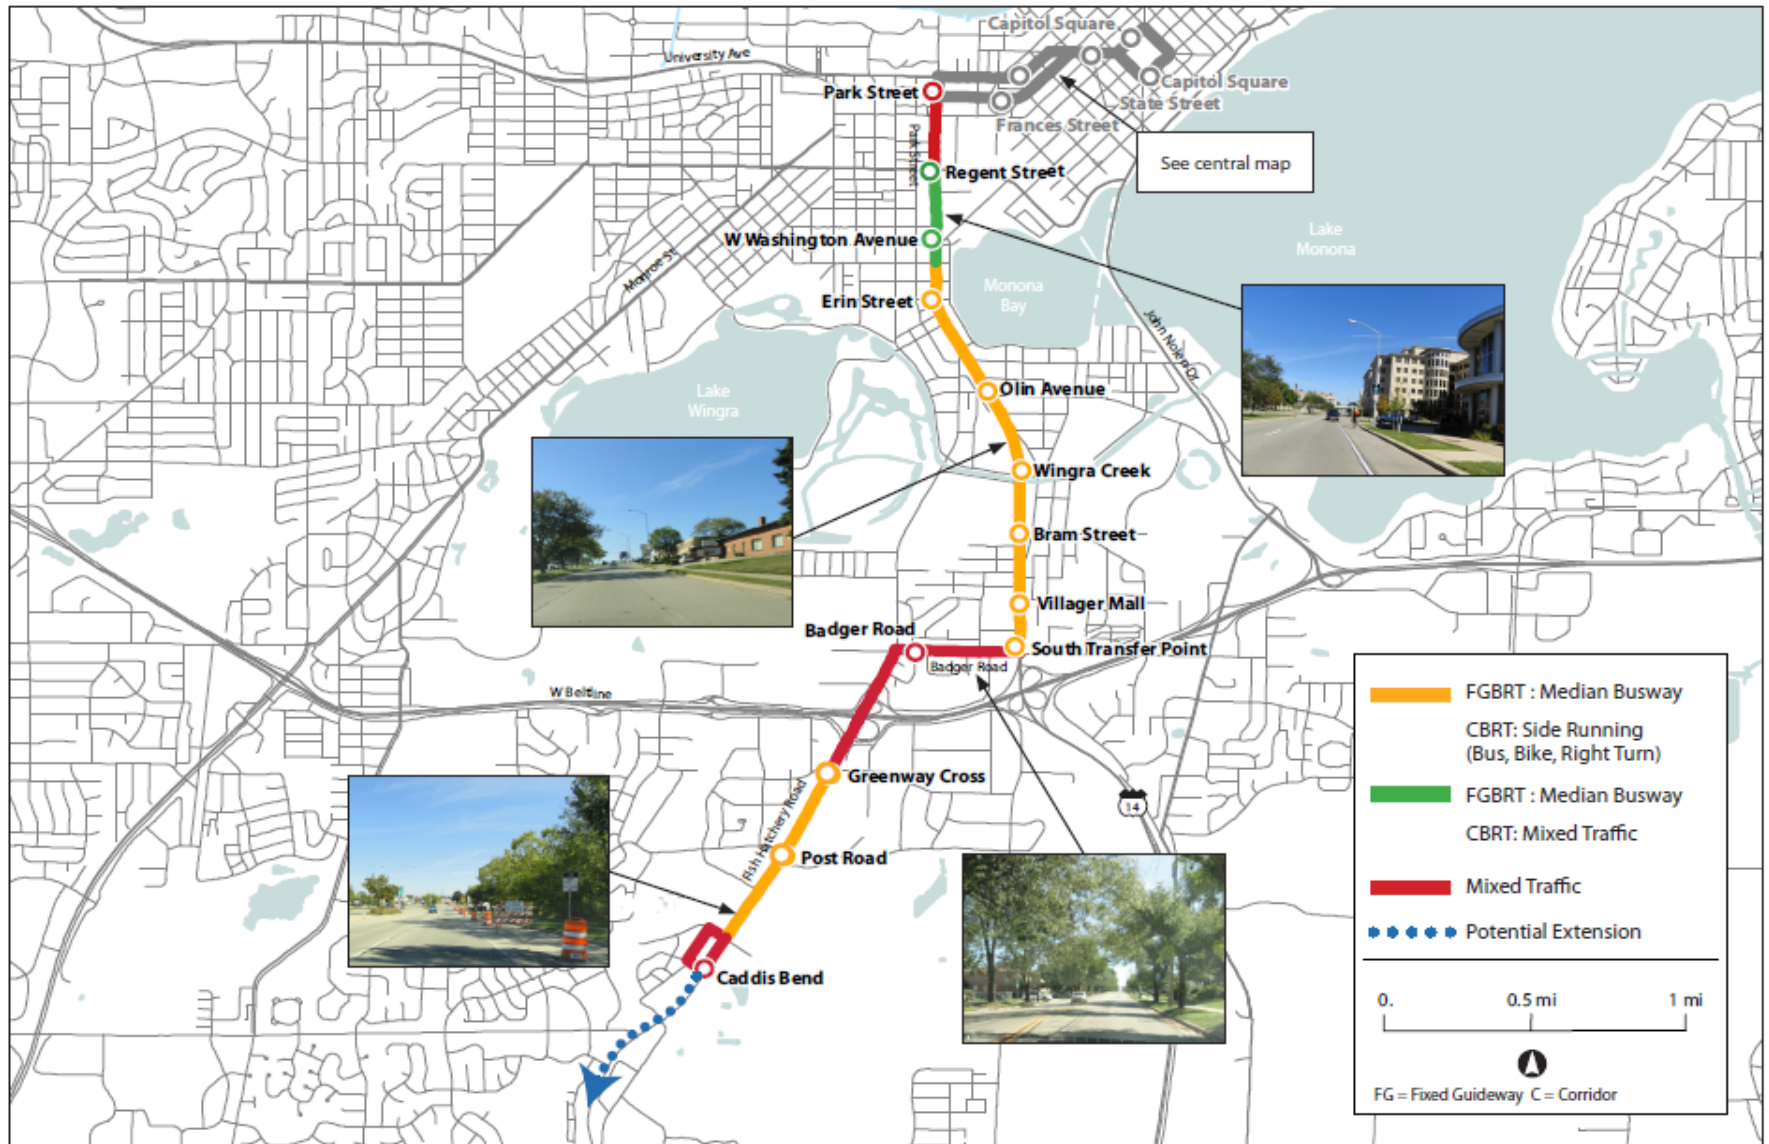 Capitol Square
University Ave
Park Street
Capitol Square
State Street
Frances Street
Park Street
See central map
Regent Street
W Washington Avenue
Lake
Monona
Monroe St
Monona
Bay
Erin Street
John Nolen Dr
Olin Avenue
Lake
Wingra
Wingra Creek
Bram Street
Villager Mall
Badger Road
South Transfer Point
Badger Road
W Beltline
Greenway Cross
Fish Hatchery Road
14
Post Road
Caddis Bend
FGBRT : Median Busway
CBRT: Side Running
(Bus, Bike, Right Turn)
FGBRT : Median Busway
CBRT: Mixed Traffic
Mixed Traffic
Potential Extension
0. 0.5 mi 1 mi
FG = Fixed Guideway C = Corridor